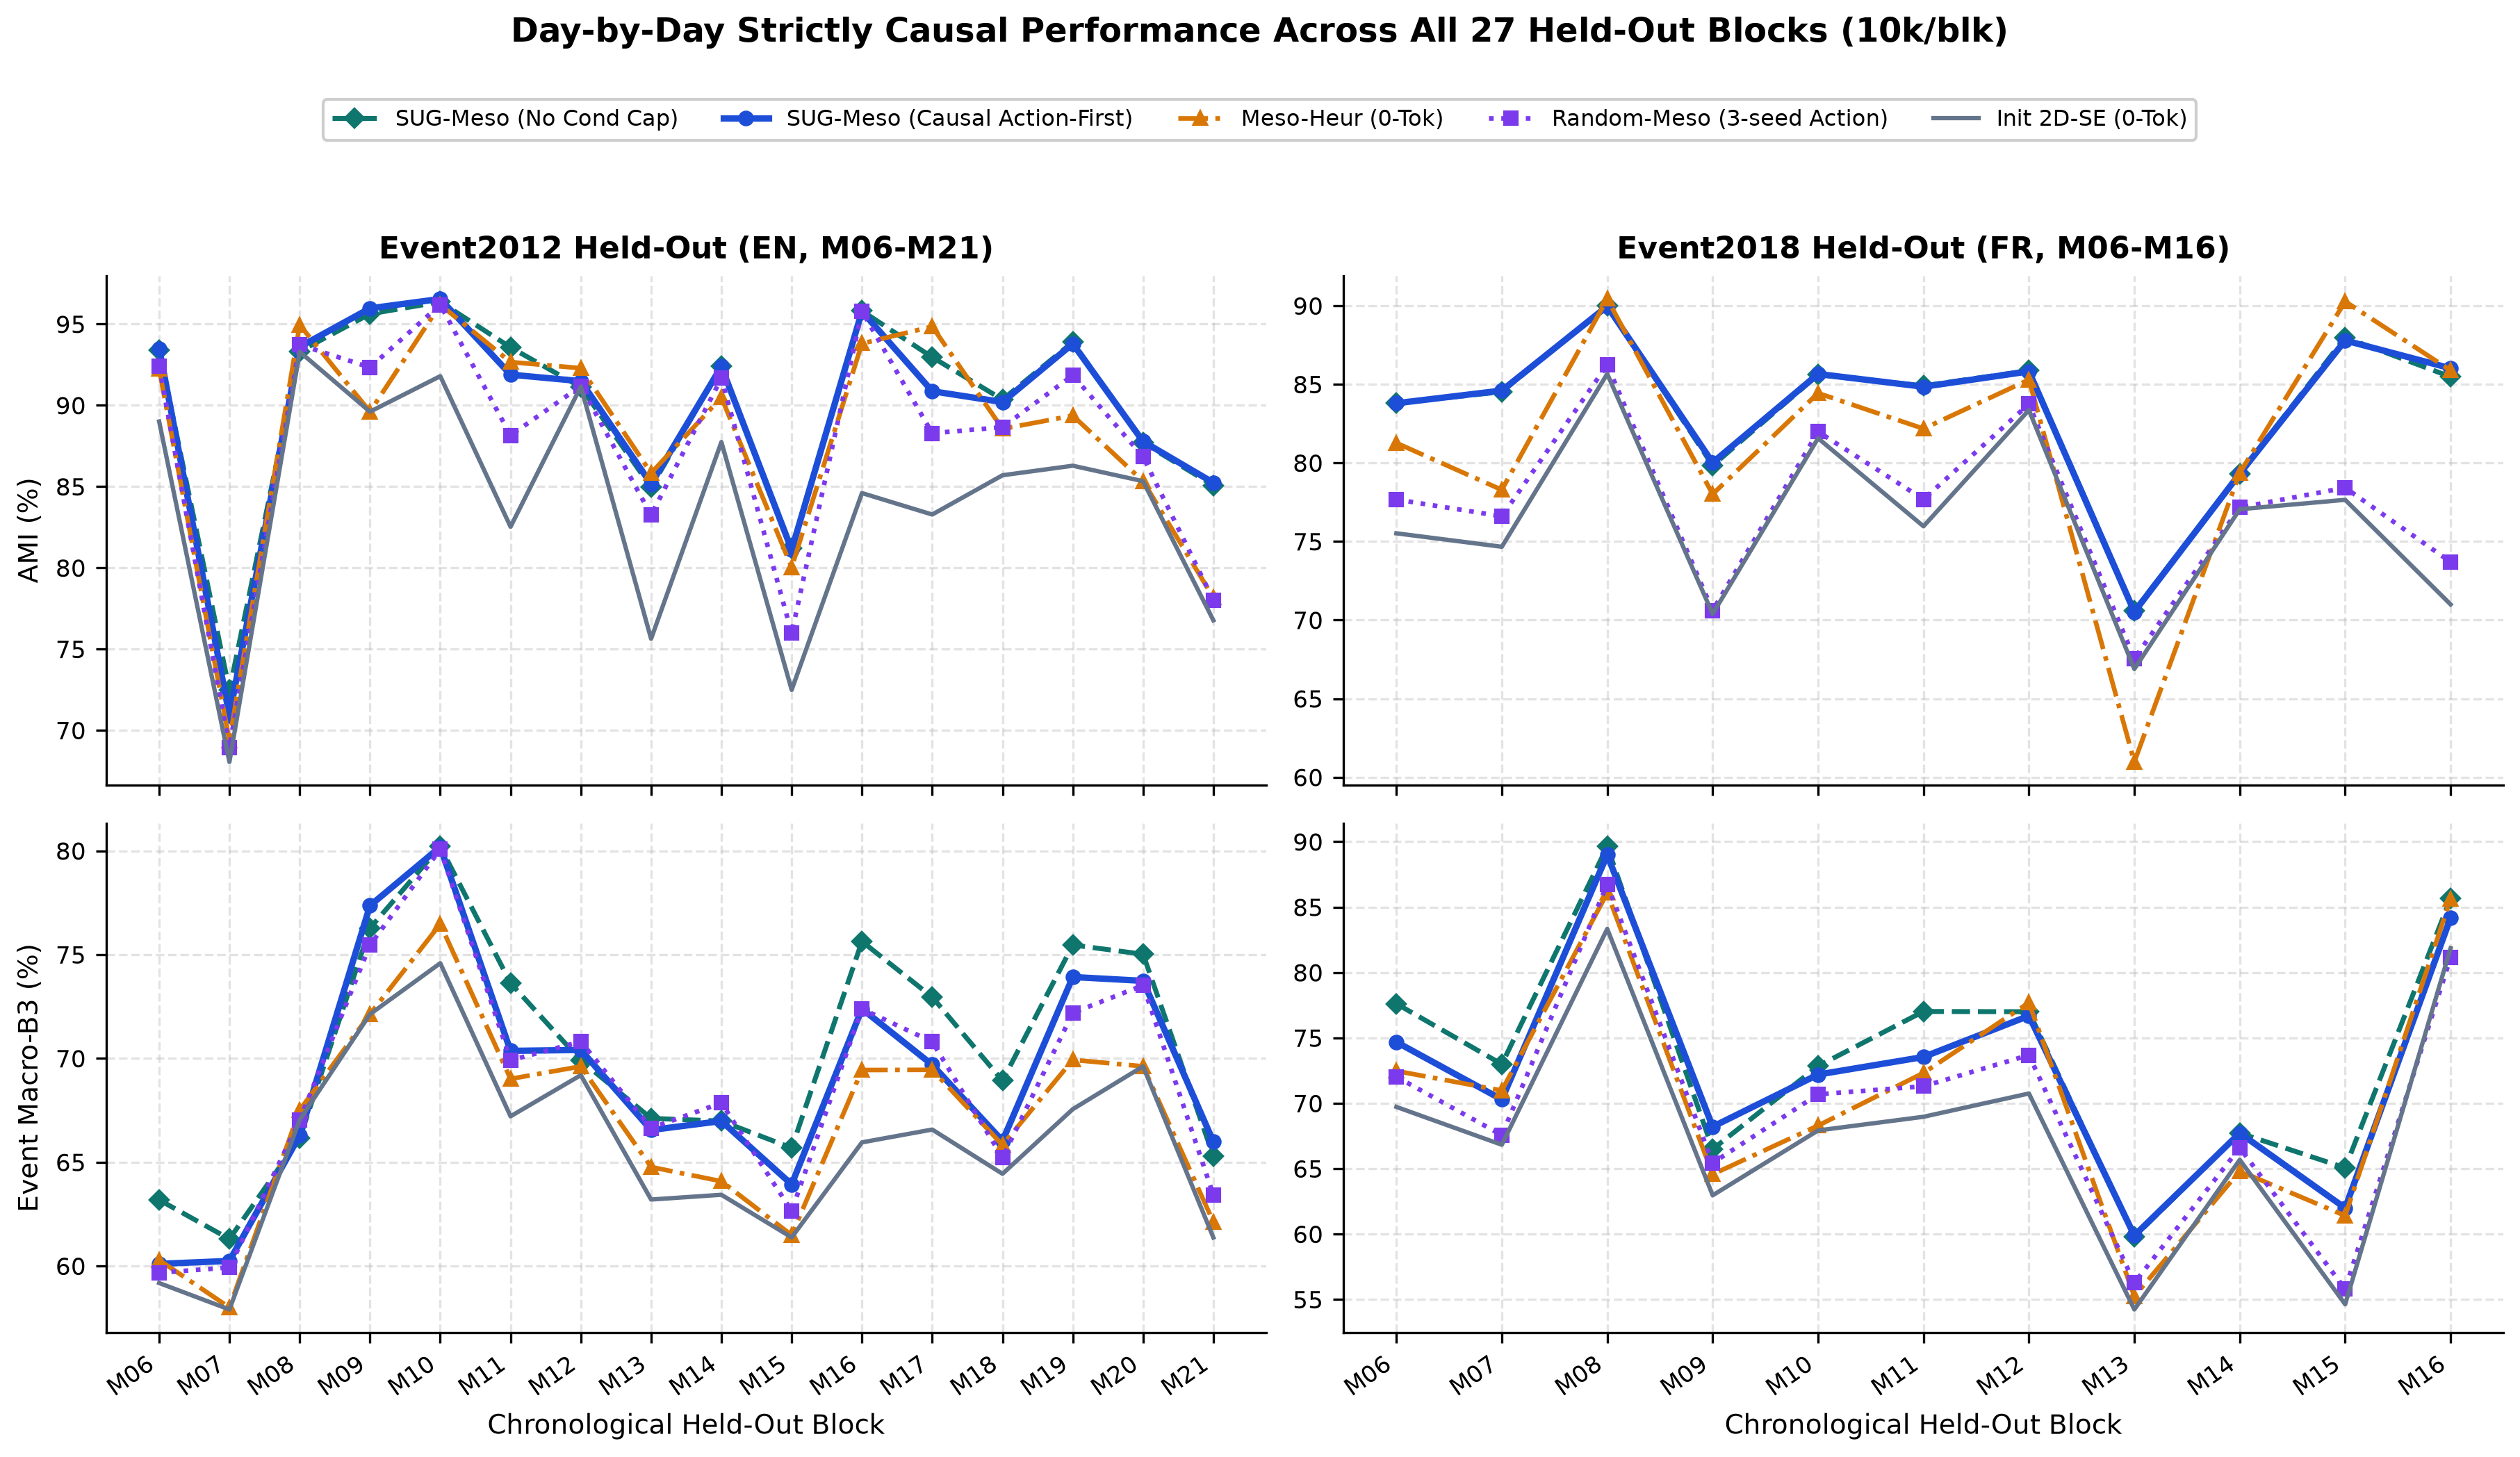 Day-by-Day Strictly Causal Performance Across All 27 Held-Out Blocks (10k/blk)
SUG-Meso (No Cond Cap) SUG-Meso (Causal Action-First) Meso-Heur (0-Tok) Random-Meso (3-seed Action) Init 2D-SE (0-Tok)
Event2012 Held-Out (EN, M06-M21)
AMI (%)
95
90
85
80
75
70
Event2018 Held-Out (FR, M06-M16)
90
85
80
75
70
65
60
Event Macro-B3 (%)
80
75
70
65
60
M06 M07 M08 M09 M10 M11 M12 M13 M14 M15 M16 M17 M18 M19 M20 M21
Chronological Held-Out Block
90
85
80
75
70
65
60
55
M06 M07 M08 M09 M10 M11 M12 M13 M14 M15 M16
Chronological Held-Out Block